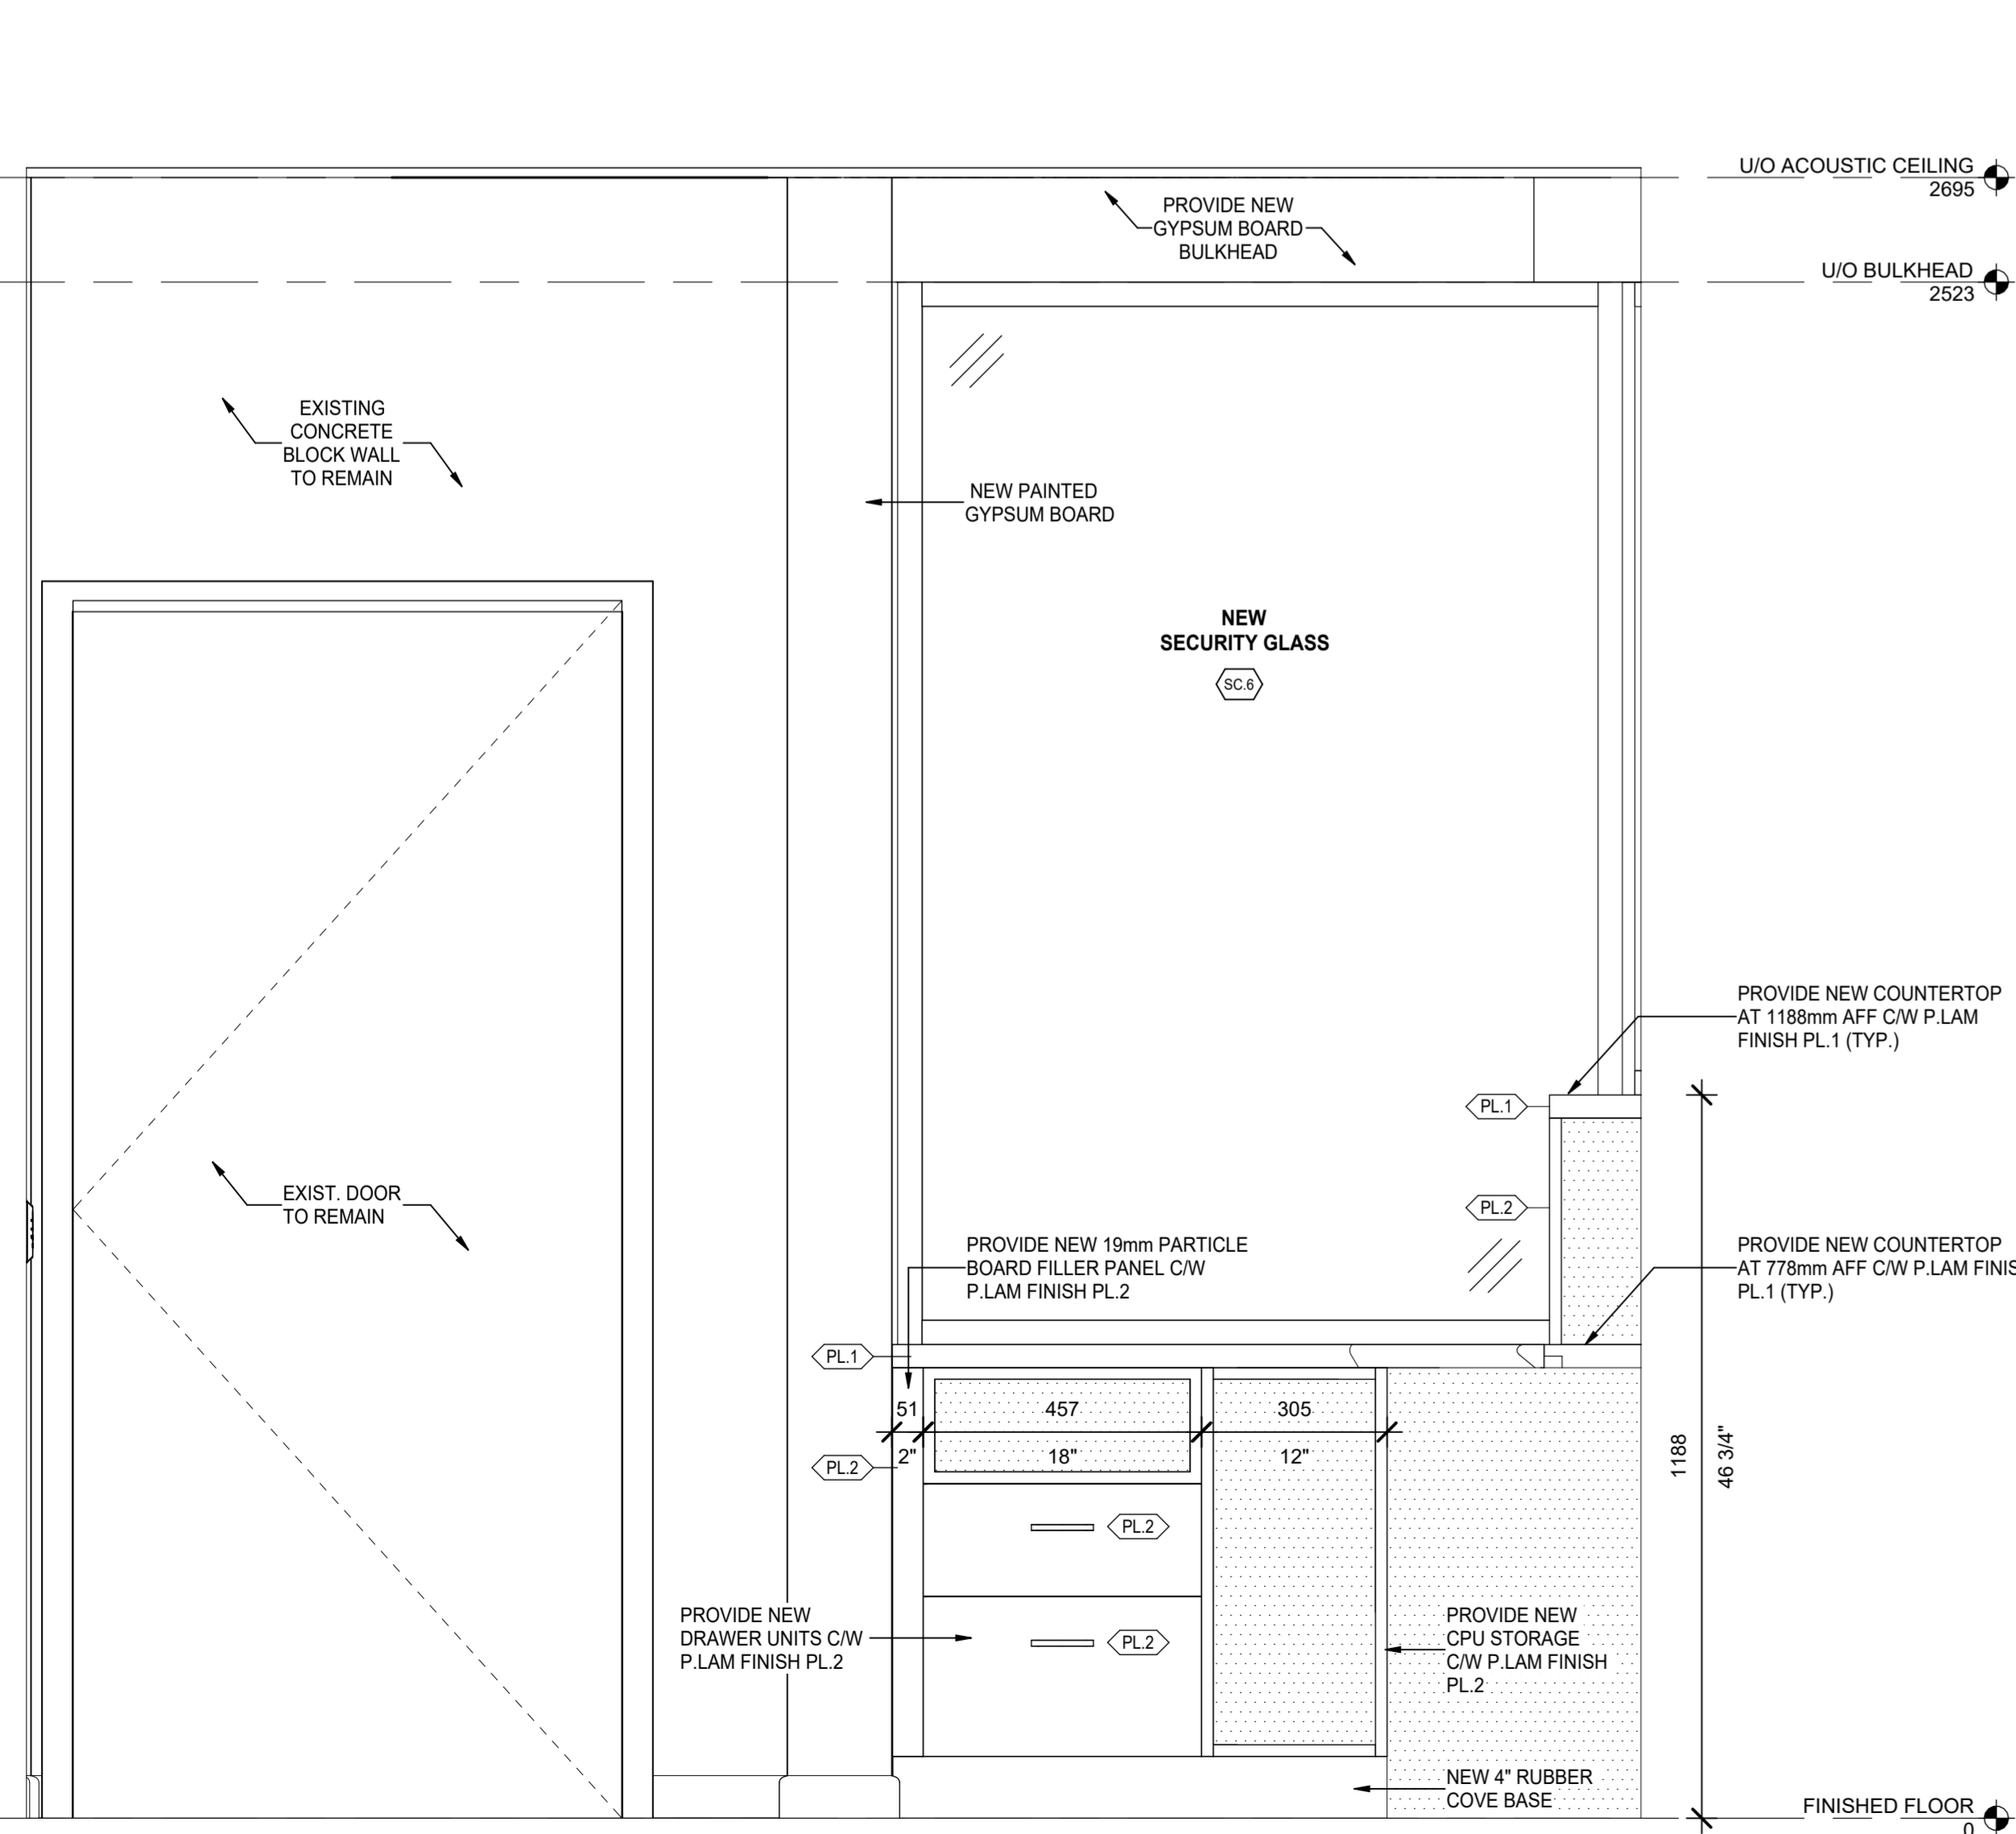 U/O ACOUSTIC CEILING
2695
PROVIDE NEW
GYPSUM BOARD
BULKHEAD
U/O BULKHEAD
2523
EXISTING
CONCRETE
BLOCK WALL
TO REMAIN
NEW PAINTED
GYPSUM BOARD
NEW
SECURITY GLASS
SC.6
PROVIDE NEW COUNTERTOP
AT 1188mm AFF C/W P.LAM
FINISH PL.1 (TYP.)
PL.1
EXIST. DOOR
TO REMAIN
PL.2
PROVIDE NEW 19mm PARTICLE
BOARD FILLER PANEL C/W
P.LAM FINISH PL.2
PROVIDE NEW COUNTERTOP
AT 778mm AFF C/W P.LAM FINIS
PL.1 (TYP.)
PL.1
51
457
305
2"
18"
12"
PL.2
1188
46 3/4"
PL.2
PROVIDE NEW
DRAWER UNITS C/W
P.LAM FINISH PL.2
PL.2
PROVIDE NEW
CPU STORAGE
C/W P.LAM FINISH
PL.2
NEW 4" RUBBER
COVE BASE
FINISHED FLOOR
0